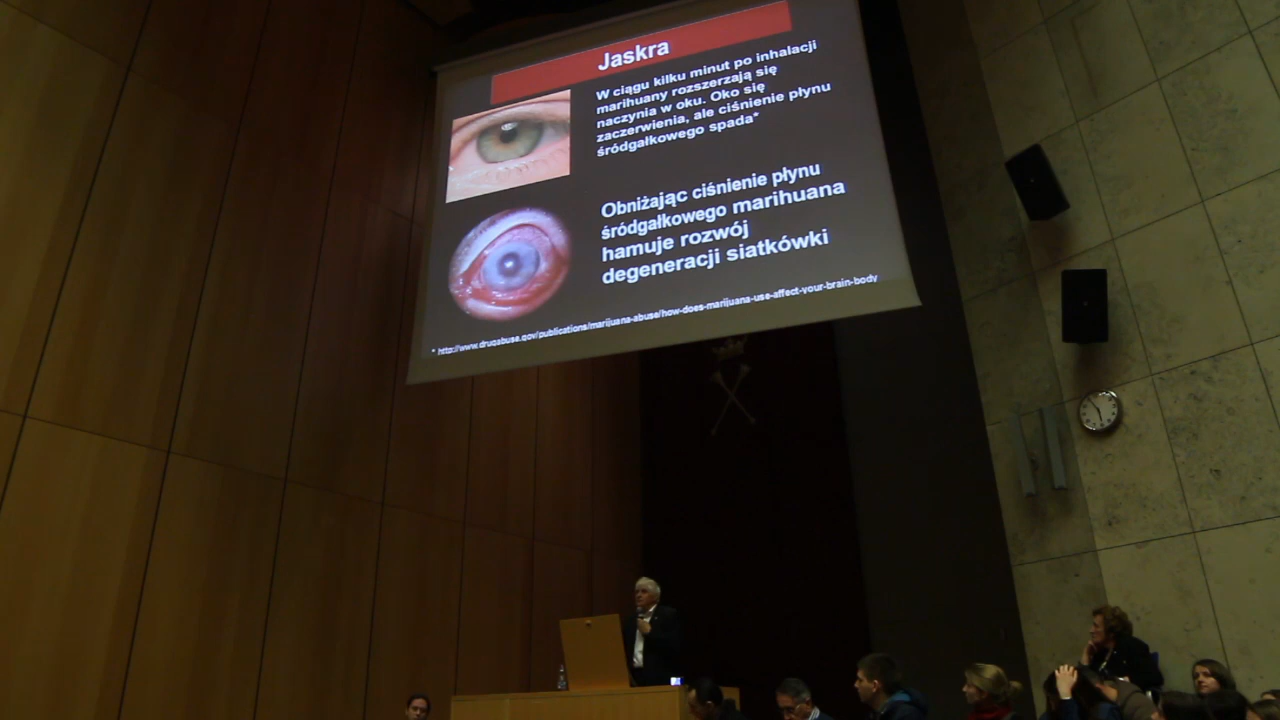 Jaskra
W ciągu kilku minut po inhalacji
marihuany rozszerzają się
naczynia w oku. Oko się
zaczerwienia, ale ciśnienie płynu
śródgałkowego spada*
Obniżając ciśnienie płynu
śródgałkowego marihuana
hamuje rozwój
degeneracji siatkówki
* http://www.drugabuse.gov/publications/marijuana-abuse/how-does-marijuana-use-affect-your-brain-body